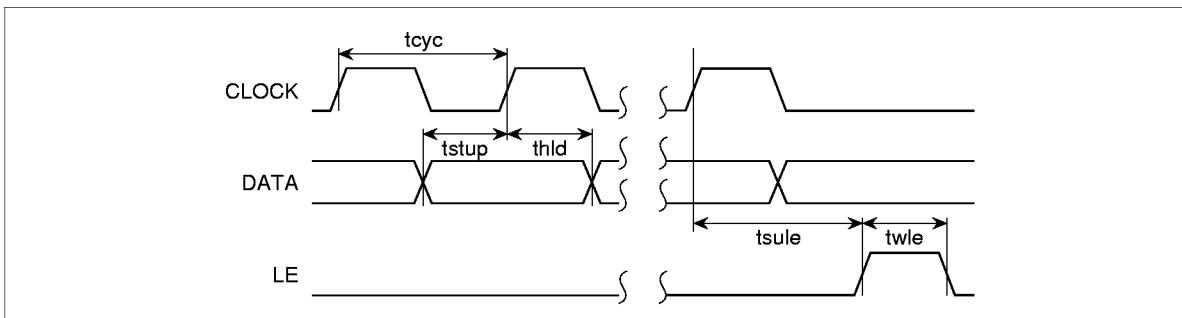 tcyc
CLOCK
tstup
thld
DATA
tsule
twle
LE